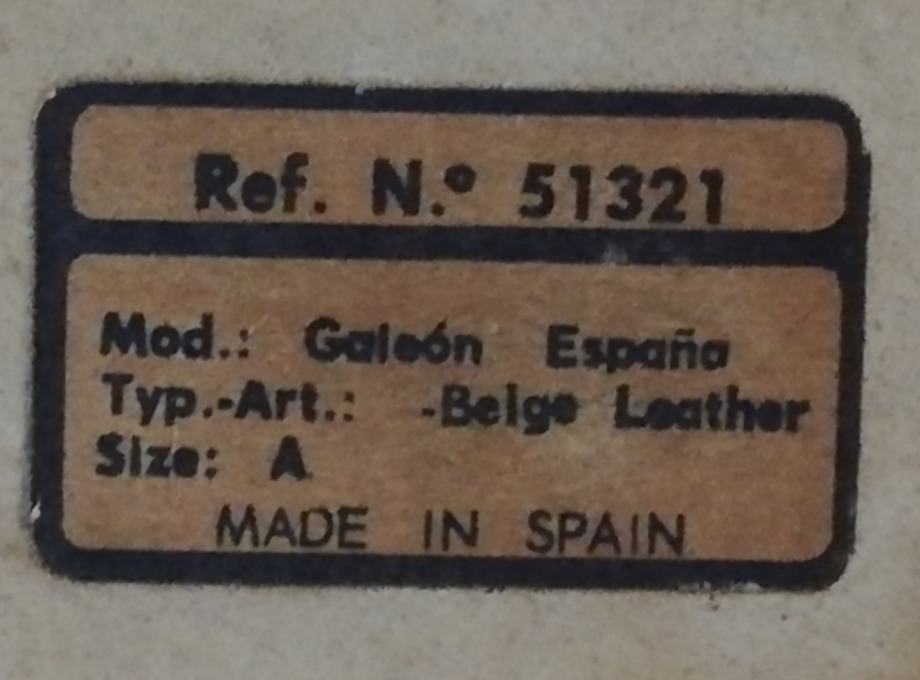 Ref. N.º 51321
Mod.: Galeón España
Typ.-Art.: -Beige Leather
Size: A
MADE IN SPAIN